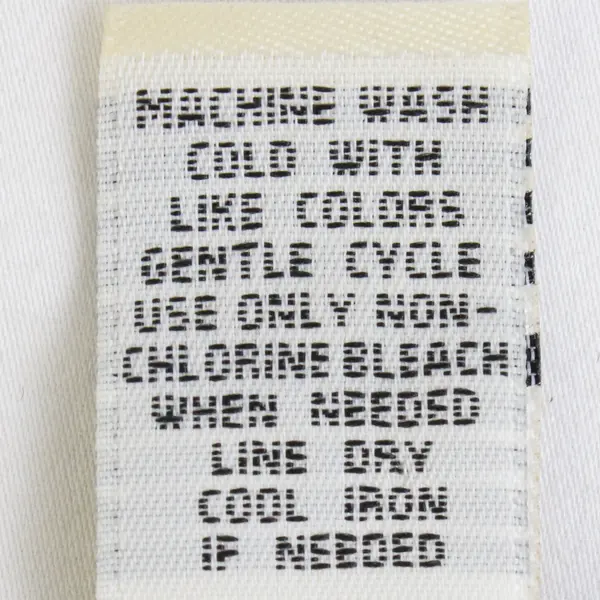 MACHINE WASH
COLD WITH
LIKE COLORS
GENTLE CYCLE
USE ONLY NON-
CHLORINE BLEACH
WHEN NEEDED
LINE DRY
COOL IRON
IF NEEDED